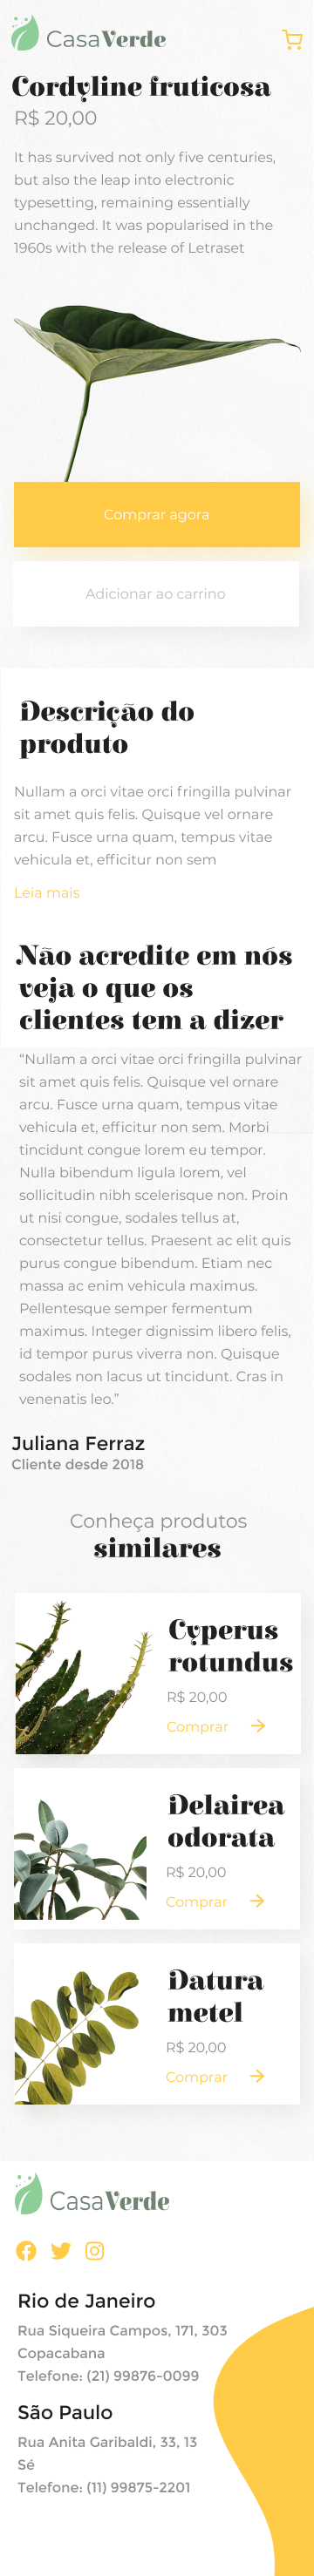 CasaVerde
Cordyline fruticosa
R$ 20,00
It has survived not only five centuries,
but also the leap into electronic
typesetting, remaining essentially
unchanged. It was popularised in the
1960s with the release of Letraset
Comprar agora
Adicionar ao carrino
Descrição do
produto
Nullam a orci vitae orci fringilla pulvinar
sit amet quis felis. Quisque vel ornare
arcu. Fusce urna quam, tempus vitae
vehicula et, efficitur non sem
Leia mais
Não acredite em nós
veja o que os
clientes tem a dizer
“Nullam a orci vitae orci fringilla pulvinar
sit amet quis felis. Quisque vel ornare
arcu. Fusce urna quam, tempus vitae
vehicula et, efficitur non sem. Morbi
tincidunt congue lorem eu tempor.
Nulla bibendum ligula lorem, vel
sollicitudin nibh scelerisque non. Proin
ut nisi congue, sodales tellus at,
consectetur tellus. Praesent ac elit quis
purus congue bibendum. Etiam nec
massa ac enim vehicula maximus.
Pellentesque semper fermentum
maximus. Integer dignissim libero felis,
id tempor purus viverra non. Quisque
sodales non lacus ut tincidunt. Cras in
venenatis leo.”
Juliana Ferraz
Cliente desde 2018
Conheça produtos
similares
Cyperus
rotundus
R$ 20,00
Comprar
Delairea
odorata
R$ 20,00
Comprar
Datura
metel
R$ 20,00
Comprar
CasaVerde
Rio de Janeiro
Rua Siqueira Campos, 171, 303
Copacabana
Telefone: (21) 99876-0099
São Paulo
Rua Anita Garibaldi, 33, 13
Sé
Telefone: (11) 99875-2201